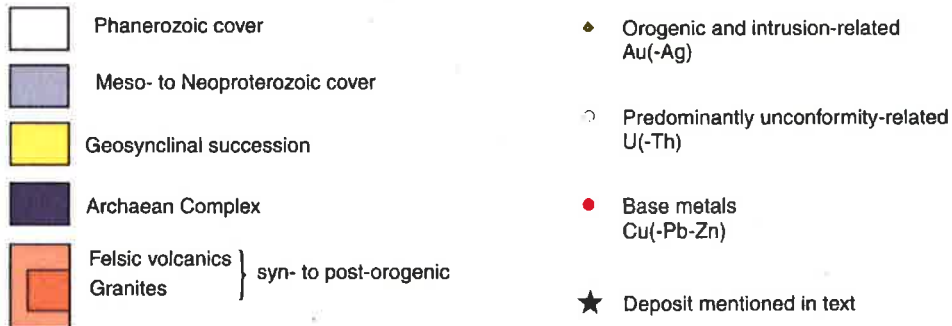 Phanerozoic cover
Meso- to Neoproterozoic cover
Geosynclinal succession
Archaean Complex
Felsic volcanics
Granites
syn- to post-orogenic
Orogenic and intrusion-related
Au(-Ag)
Predominantly unconformity-related
U(-Th)
Base metals
Cu(-Pb-Zn)
Deposit mentioned in text